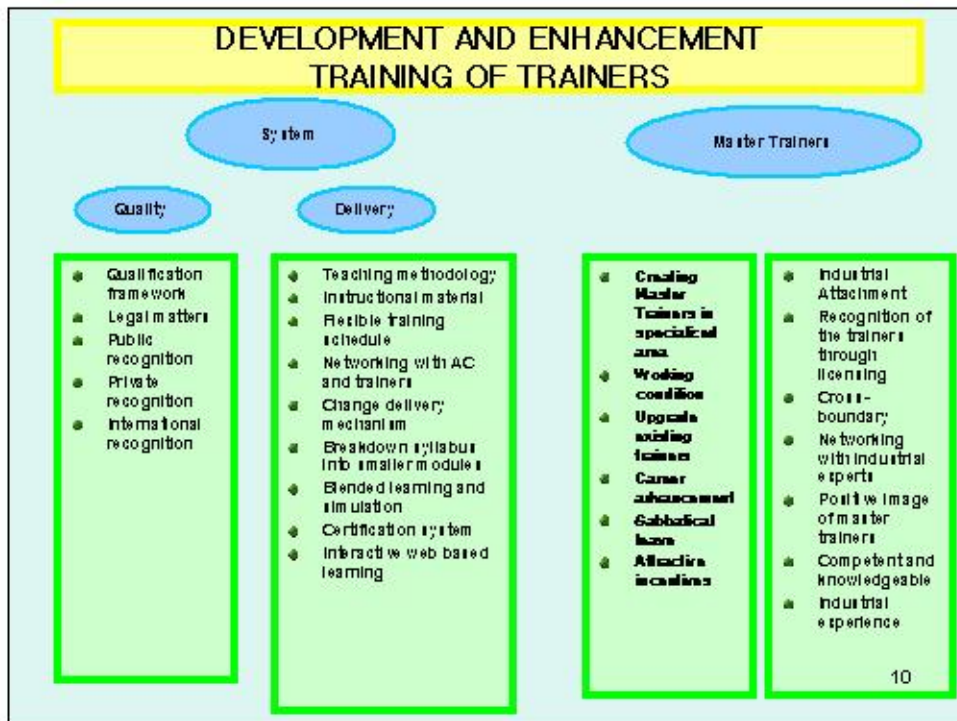 DEVELOPMENT AND ENHANCEMENT
TRAINING OF TRAINERS
System
Master Trainers
Quality
Delivery
Qualification
framework
Legal matters
Public
recognition
Private
recognition
International
recognition
Teaching methodology
Instructional material
Flexible training
schedule
Networking with AC
and trainers
Change delivery
mechanism
Breakdown syllabus
into smaller modules
Blended learning and
simulation
Certification system
Interactive web based
learning
Creating
Master
Trainers in
specialized
area
Working
condition
Upgrade
existing
trainers
Career
advancement
Sabbatical
leave
Attractive
incentives
Industrial
Attachment
Recognition of
the trainers
through
licensing
Cross-
boundary
Networking
with industrial
experts
Positive image
of master
trainers
Competent and
knowledgeable
Industrial
experience
10